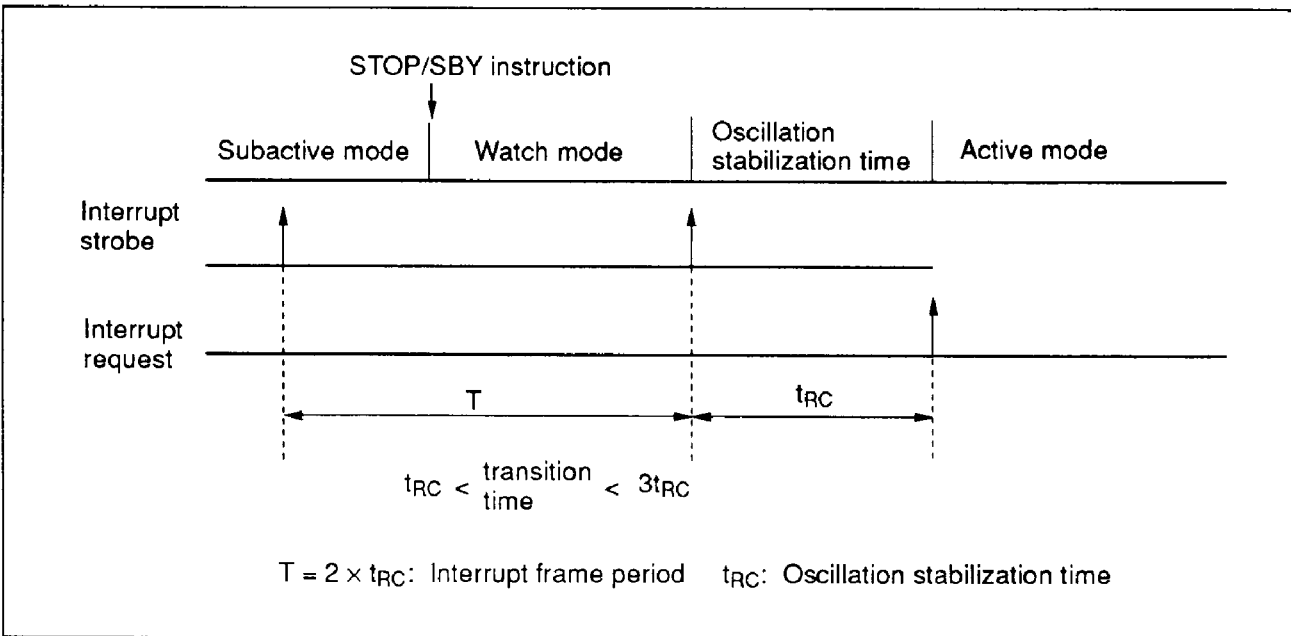 STOP/SBY instruction
Subactive mode
Watch mode
Oscillation
stabilization time
Active mode
Interrupt
strobe
Interrupt
request
T
tRC
tRC < transition time < 3tRC
T = 2 × tRC: Interrupt frame period tRC: Oscillation stabilization time